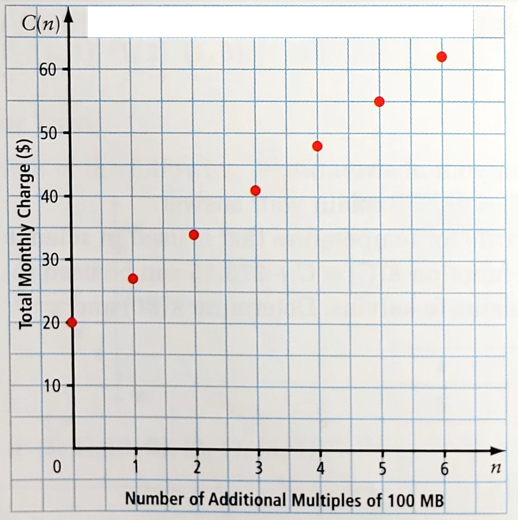 C(n)
60
50
40
30
20
10
Total Monthly Charge ($)
0 1 2 3 4 5 6 n
Number of Additional Multiples of 100 MB